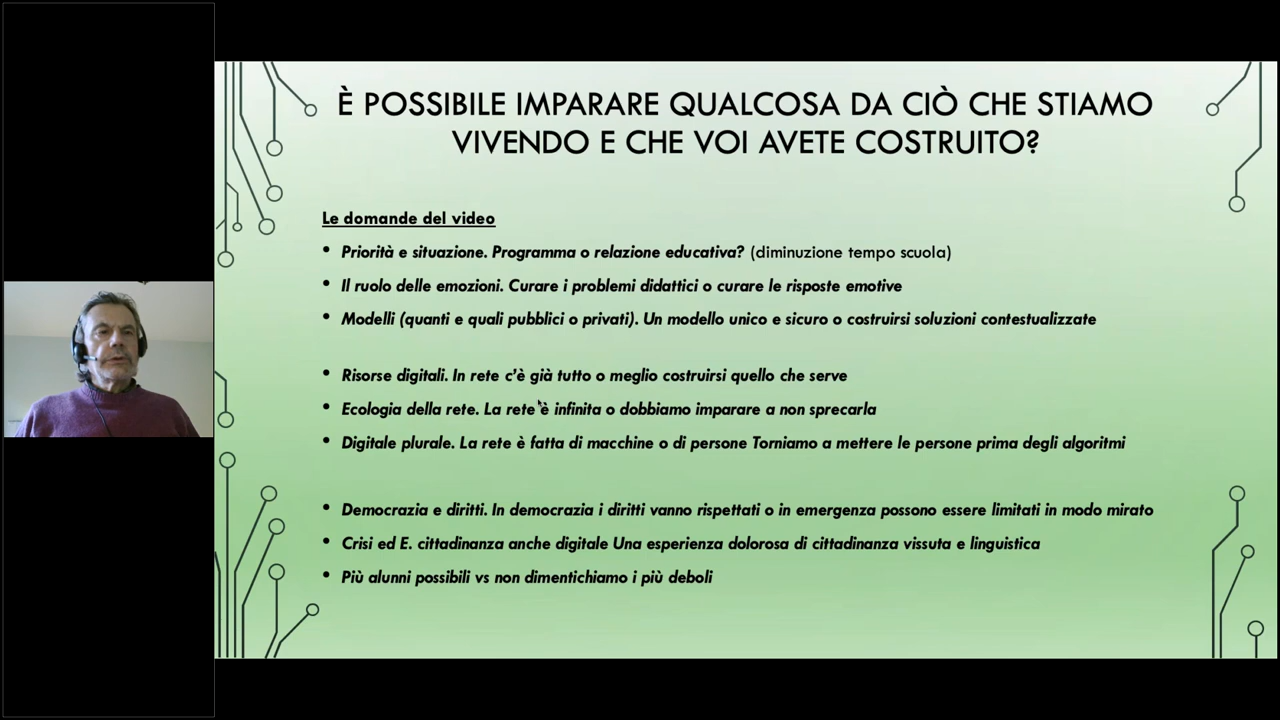 È POSSIBILE IMPARARE QUALCOSA DA CIÒ CHE STIAMO
VIVENDO E CHE VOI AVETE COSTRUITO?
Le domande del video
• Priorità e situazione. Programma o relazione educativa? (diminuzione tempo scuola)
• Il ruolo delle emozioni. Curare i problemi didattici o curare le risposte emotive
• Modelli (quanti e quali pubblici o privati). Un modello unico e sicuro o costruirsi soluzioni contestualizzate
• Risorse digitali. In rete c'è già tutto o meglio costruirsi quello che serve
• Ecologia della rete. La rete è infinita o dobbiamo imparare a non sprecarla
• Digitale plurale. La rete è fatta di macchine o di persone Torniamo a mettere le persone prima degli algoritmi
• Democrazia e diritti. In democrazia i diritti vanno rispettati o in emergenza possono essere limitati in modo mirato
• Crisi ed E. cittadinanza anche digitale Una esperienza dolorosa di cittadinanza vissuta e linguistica
• Più alunni possibili vs non dimentichiamo i più deboli